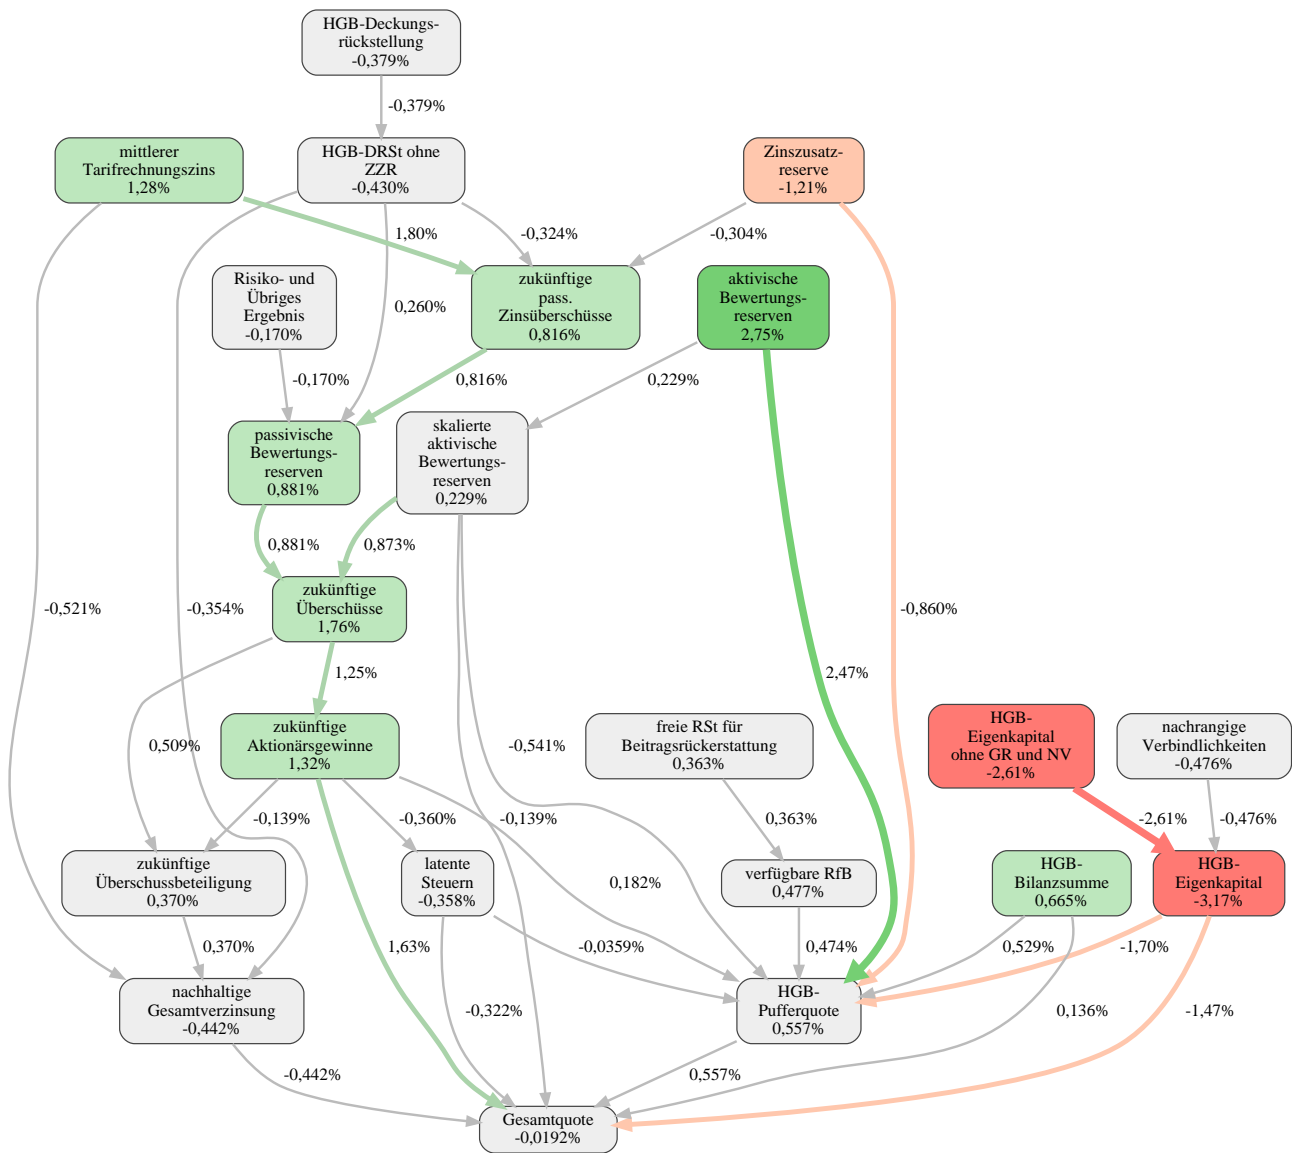 HGB-Deckungs-
rückstellung
-0,379%
-0,379%
mittlerer
Tarifrechnungszins
1,28%
HGB-DRSt ohne
ZZR
-0,430%
Zinszusatz-
reserve
-1,21%
1,80%
-0,324%
-0,304%
Risiko- und
Übriges
Ergebnis
-0,170%
0,260%
zukünftige
pass.
Zinsüberschüsse
0,816%
aktivische
Bewertungs-
reserven
2,75%
-0,170%
0,816%
0,229%
passivische
Bewertungs-
reserven
0,881%
skalierte
aktivische
Bewertungs-
reserven
0,229%
0,881%
0,873%
-0,521%
-0,354%
zukünftige
Überschüsse
1,76%
-0,860%
1,25%
2,47%
0,509%
zukünftige
Aktionärsgewinne
1,32%
-0,541%
freie RSt für
Beitragsrückerstattung
0,363%
HGB-
Eigenkapital
ohne GR und NV
-2,61%
nachrangige
Verbindlichkeiten
-0,476%
-0,139%
-0,360%
-0,139%
0,363%
-2,61%
-0,476%
zukünftige
Überschussbeteiligung
0,370%
latente
Steuern
-0,358%
0,182%
verfügbare RfB
0,477%
HGB-
Bilanzsumme
0,665%
HGB-
Eigenkapital
-3,17%
0,370%
1,63%
-0,0359%
0,474%
0,529%
-1,70%
nachhaltige
Gesamtverzinsung
-0,442%
-0,322%
HGB-
Pufferquote
0,557%
0,136%
-1,47%
-0,442%
0,557%
Gesamtquote
-0,0192%